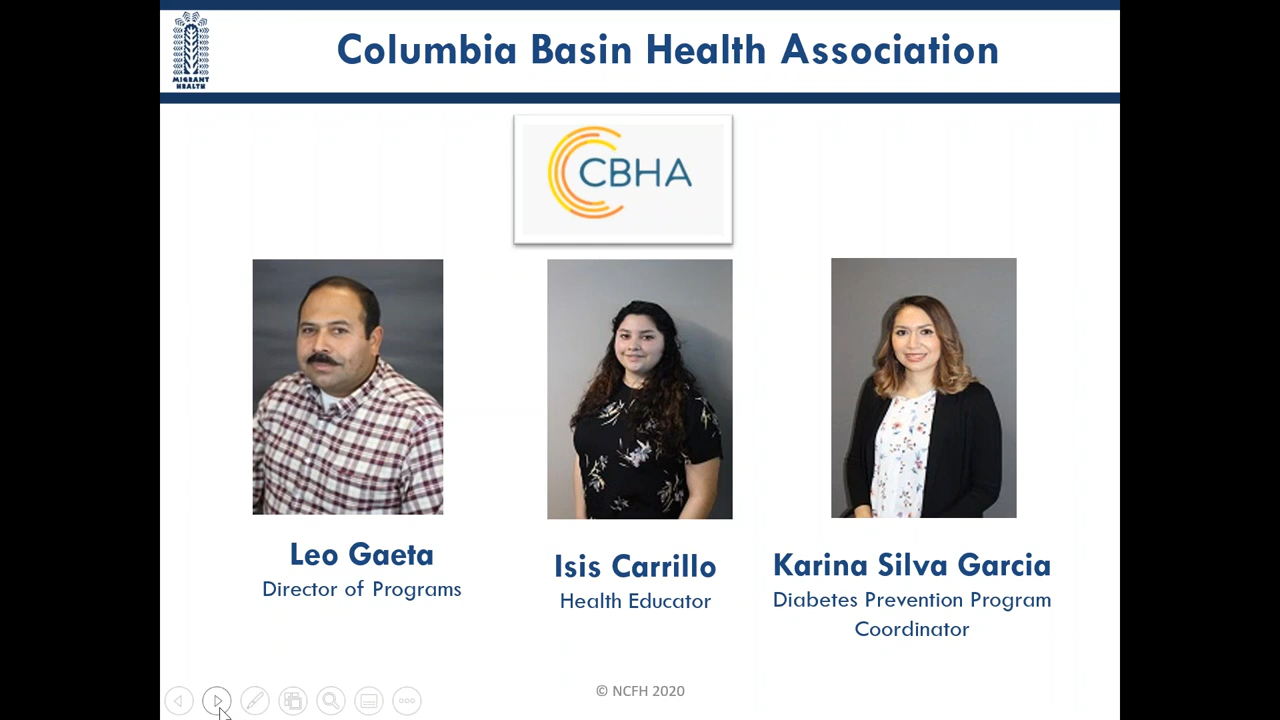 Columbia Basin Health Association
MIGRANT
HEALTH
CBHA
Leo Gaeta
Director of Programs
Isis Carrillo
Health Educator
Karina Silva Garcia
Diabetes Prevention Program
Coordinator
© NCFH 2020